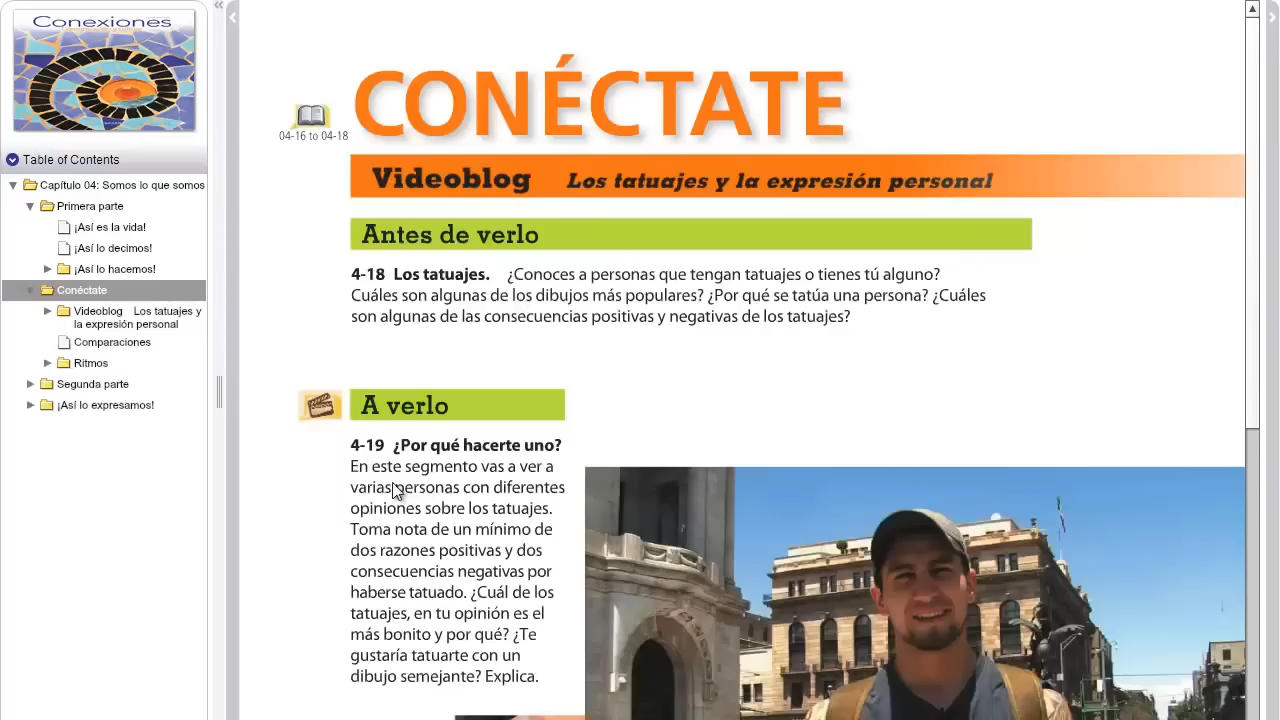 Conexiones
Table of Contents
Capítulo 04: Somos lo que somos
Primera parte
¡Así es la vida!
¡Así lo decimos!
¡Así lo hacemos!
Conéctate
Videoblog Los tatuajes y
la expresión personal
Comparaciones
Ritmos
Segunda parte
¡Así lo expresamos!
04-16 to 04-18
CONÉCTATE
Videoblog Los tatuajes y la expresión personal
Antes de verlo
4-18 Los tatuajes. ¿Conoces a personas que tengan tatuajes o tienes tú alguno?
Cuáles son algunas de los dibujos más populares? ¿Por qué se tatúa una persona? ¿Cuáles
son algunas de las consecuencias positivas y negativas de los tatuajes?
A verlo
4-19 ¿Por qué hacerte uno?
En este segmento vas a ver a
varias personas con diferentes
opiniones sobre los tatuajes.
Toma nota de un mínimo de
dos razones positivas y dos
consecuencias negativas por
haberse tatuado. ¿Cuál de los
tatuajes, en tu opinión es el
más bonito y por qué? ¿Te
gustaría tatuarte con un
dibujo semejante? Explica.